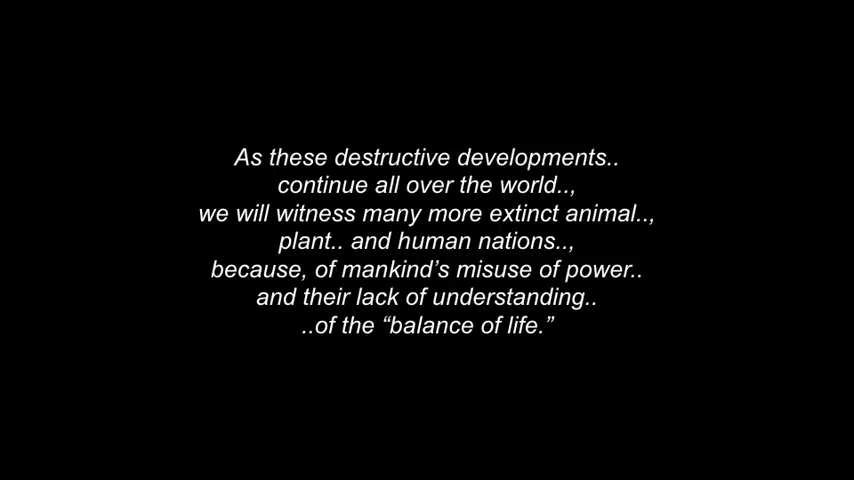 As these destructive developments..
continue all over the world..,
we will witness many more extinct animal..,
plant.. and human nations..,
because, of mankind’s misuse of power..
and their lack of understanding..
..of the “balance of life.”